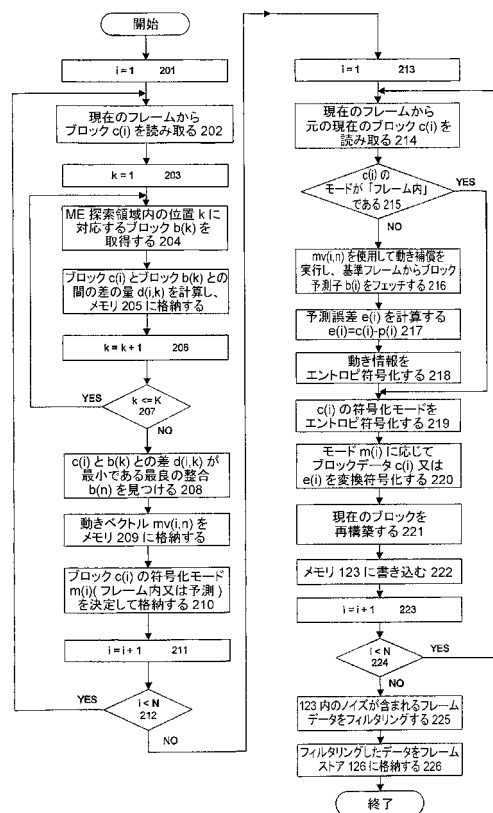 開始
i = 1 201
現在のフレームから
ブロック c(i) を読み取る 202
k = 1 203
ME 探索領域内の位置 k に
対応するブロック b(k) を
取得する 204
ブロック c(i) とブロック b(k) との
間の差の量 d(i,k) を計算し、
メモリ 205 に格納する
k = k + 1 206
YES
k <= K
207
NO
c(i) と b(k) との差 d(i,k) が
最小である最良の整合
b(n) を見つける 208
動きベクトル mv(i,n) を
メモリ 209 に格納する
ブロック c(i) の符号化モード
m(i)( フレーム内又は予測 )
を決定して格納する 210
i = i + 1 211
YES
i < N
212
NO
i = 1 213
現在のフレームから
元の現在のブロック c(i) を
読み取る 214
c(i) の
モードが「フレーム内」
である 215
YES
NO
mv(i,n) を使用して動き補償を
実行し、基準フレームからブロック
予測子 b(i) をフェッチする 216
予測誤差 e(i) を計算する
e(i)=c(i)-p(i) 217
動き情報を
エントロピ符号化する 218
c(i) の符号化モードを
エントロピ符号化する 219
モード m(i) に応じて
ブロックデータ c(i) 又は
e(i) を変換符号化する 220
現在のブロックを
再構築する 221
メモリ 123 に書き込む 222
i = i + 1 223
i < N
224
YES
NO
123 内のノイズが含まれるフレーム
データをフィルタリングする 225
フィルタリングしたデータをフレーム
ストア 126 に格納する 226
終了